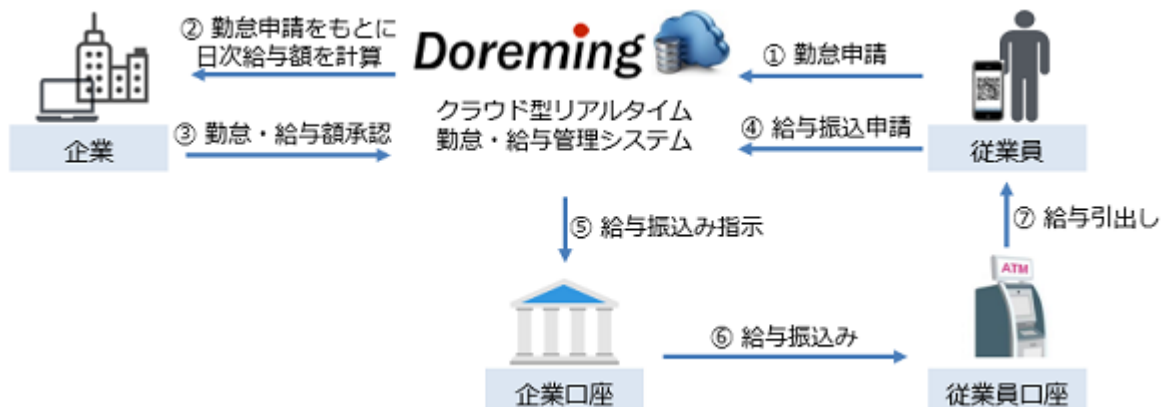 ② 勤怠申請をもとに
日次給与額を計算
Doreming
① 勤怠申請
クラウド型リアルタイム
勤怠・給与管理システム
企業
③ 勤怠・給与額承認
④ 給与振込申請
従業員
⑤ 給与振込み指示
⑦ 給与引出し
ATM
⑥ 給与振込み
企業口座
従業員口座